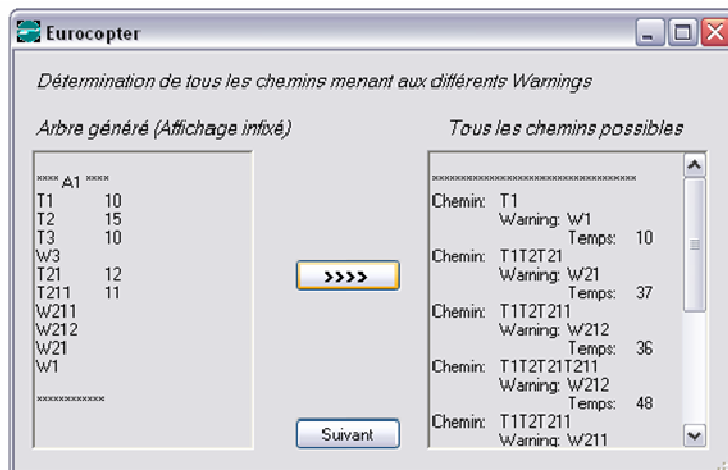 Eurocopter
Détermination de tous les chemins menant aux différents Warnings
Arbre généré (Affichage infixé)
**** A1 ****
T1 10
T2 15
T3 10
W3
T21 12
T211 11
W211
W212
W21
W1
************
>>>>
Suivant
Tous les chemins possibles
***********************************
Chemin: T1
Warning: W1
Temps: 10
Chemin: T1T2T21
Warning: W21
Temps: 37
Chemin: T1T2T211
Warning: W212
Temps: 36
Chemin: T1T2T21T211
Warning: W212
Temps: 48
Chemin: T1T2T211
Warning: W211